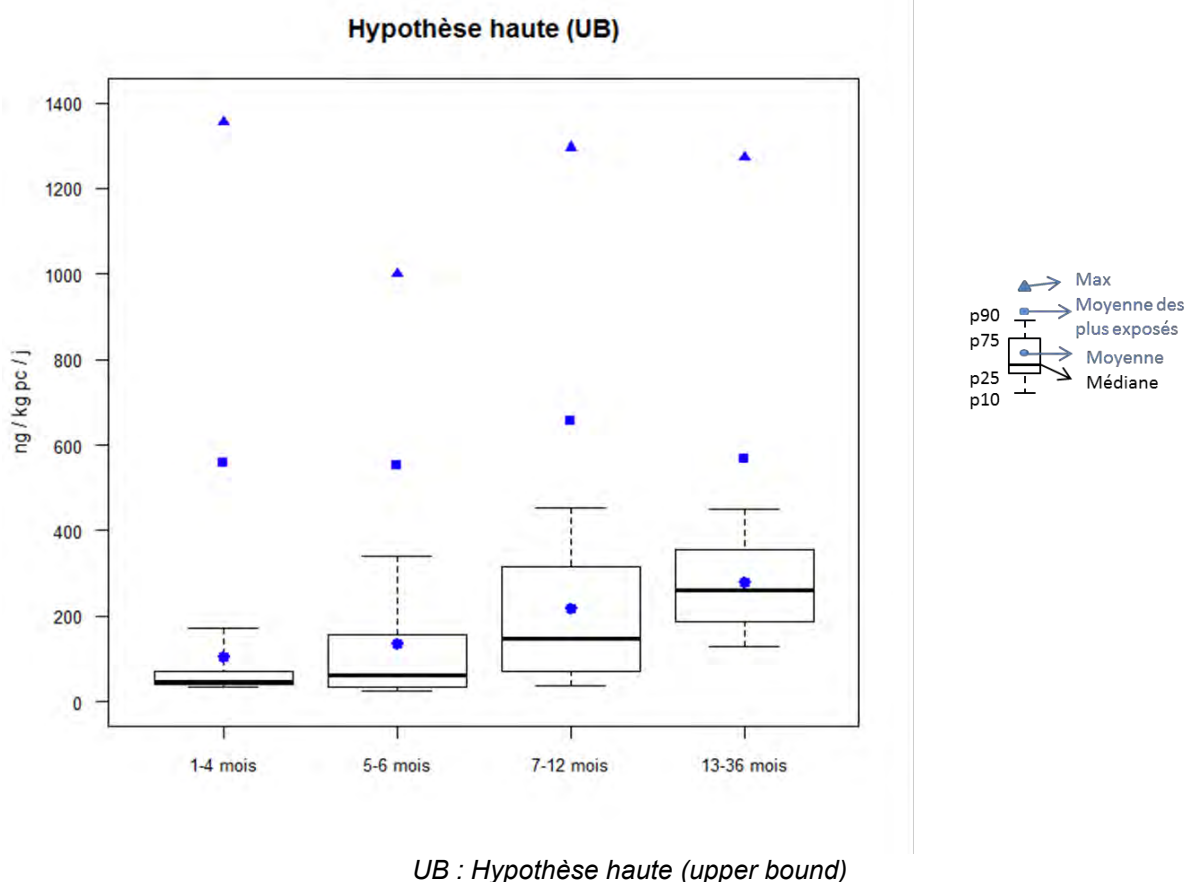 Hypothèse haute (UB)
ng / kg pc / j
1400
1200
1000
800
600
400
200
0
1-4 mois
5-6 mois
7-12 mois
13-36 mois
Max
Moyenne des
plus exposés
Moyenne
Médiane
p90
p75
p25
p10
UB : Hypothèse haute (upper bound)